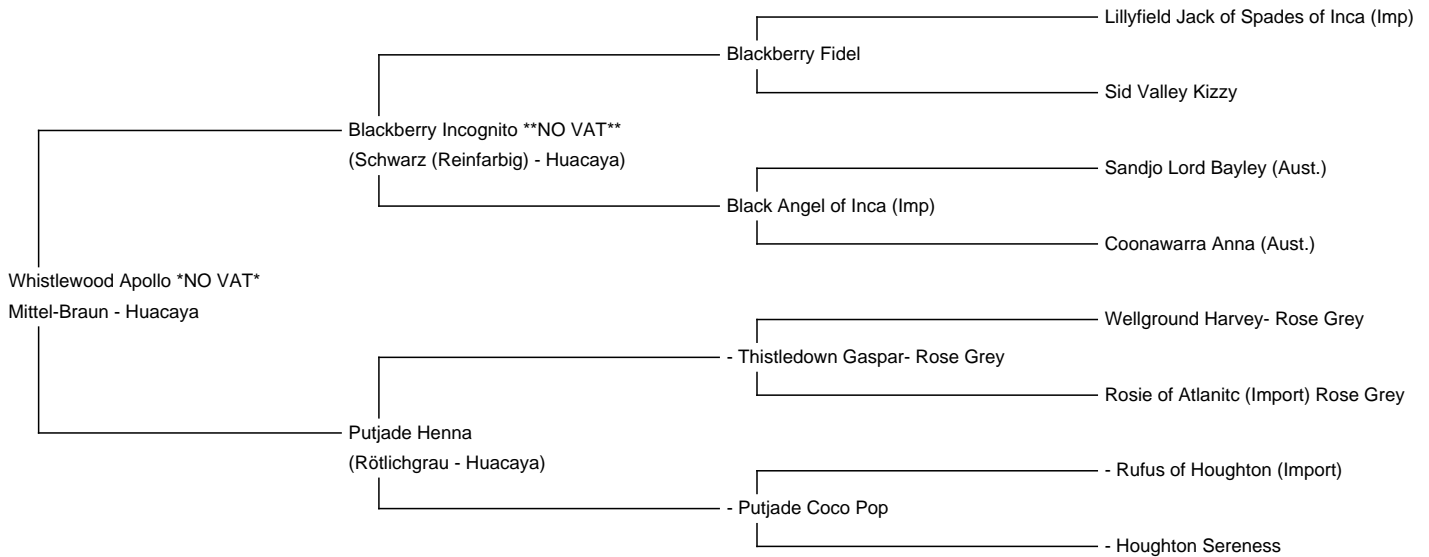 Lillyfield Jack of Spades of Inca (Imp)
Blackberry Fidel
Sid Valley Kizzy
Blackberry Incognito **NO VAT**
(Schwarz (Reinfarbig) - Huacaya)
Sandjo Lord Bayley (Aust.)
Black Angel of Inca (Imp)
Coonawarra Anna (Aust.)
Whistlewood Apollo *NO VAT*
Mittel-Braun - Huacaya
Wellground Harvey- Rose Grey
- Thistledown Gaspar- Rose Grey
Rosie of Atlanitc (Import) Rose Grey
Putjade Henna
(Rötlichgrau - Huacaya)
- Rufus of Houghton (Import)
- Putjade Coco Pop
- Houghton Sereness